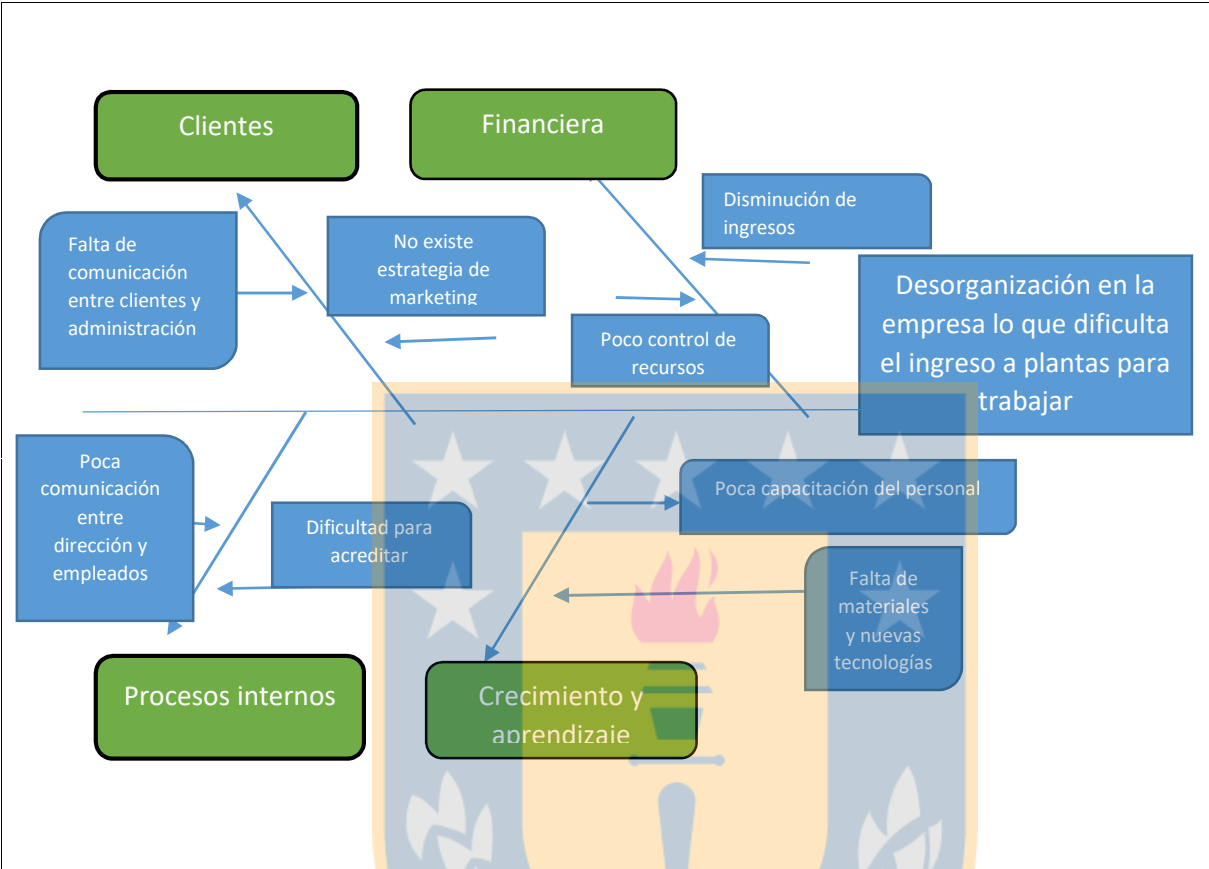 Clientes
Financiera
Disminución de
ingresos
Falta de
comunicación
entre clientes y
administración
No existe
estrategia de
marketing
Poco control de
recursos
Desorganización en la
empresa lo que dificulta
el ingreso a plantas para
trabajar
Poca
comunicación
entre
dirección y
empleados
Dificultad para
acreditar
Poca capacitación del personal
Falta de
materiales
y nuevas
tecnologías
Procesos internos
Crecimiento y
aprendizaje